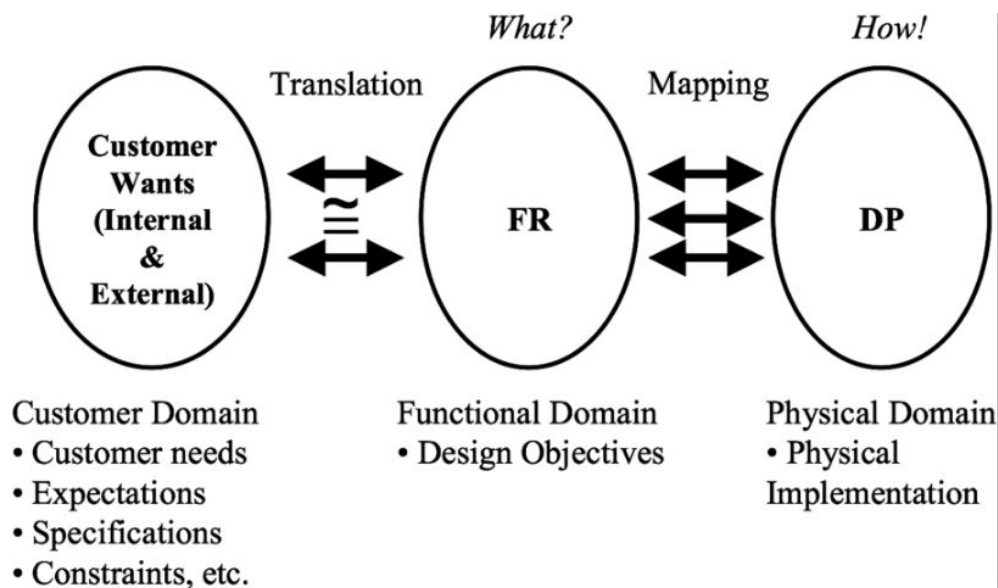 What?
How!
Translation
Mapping
Customer
Wants
(Internal
&
External)
≅
FR
DP
Customer Domain
• Customer needs
• Expectations
• Specifications
• Constraints, etc.
Functional Domain
• Design Objectives
Physical Domain
• Physical
Implementation